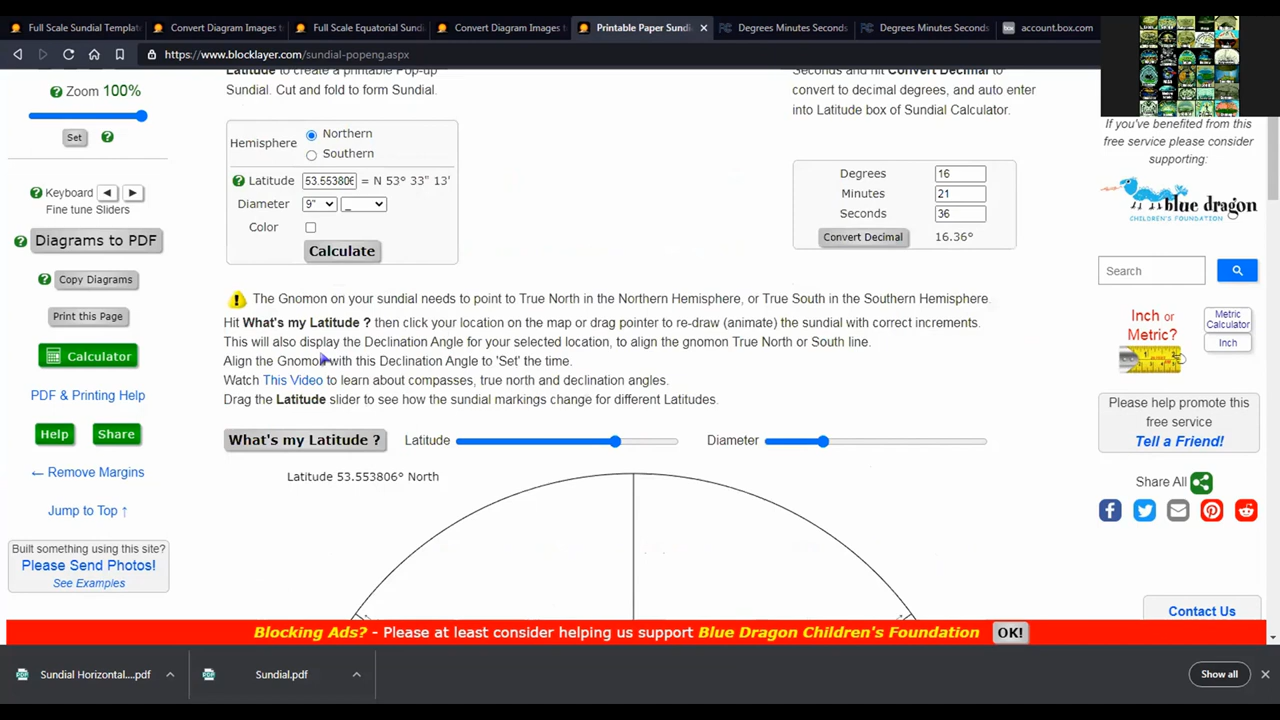 Full Scale Sundial Templat
Convert Diagram Images t
Full Scale Equatorial Sund
Convert Diagram Images t
Printable Paper Sundi
Degrees Minutes Seconds
Degrees Minutes Seconds
account.box.com
https://www.blocklayer.com/sundial-popeng.aspx
Zoom 100%
Set
Keyboard
Fine tune Sliders
Diagrams to PDF
Copy Diagrams
Print this Page
Calculator
PDF & Printing Help
Help
Share
← Remove Margins
Jump to Top ↑
Built something using this site?
Please Send Photos!
See Examples
Latitude to create a printable Pop-up
Sundial. Cut and fold to form Sundial.
Hemisphere
Northern
Southern
Latitude 53.553806 = N 53° 33" 13'
Diameter 9" _
Color
Calculate
Seconds and hit Convert Decimal to
convert to decimal degrees, and auto enter
into Latitude box of Sundial Calculator.
Degrees 16
Minutes 21
Seconds 36
Convert Decimal 16.36°
The Gnomon on your sundial needs to point to True North in the Northern Hemisphere, or True South in the Southern Hemisphere.
Hit What's my Latitude ? then click your location on the map or drag pointer to re-draw (animate) the sundial with correct increments.
This will also display the Declination Angle for your selected location, to align the gnomon True North or South line.
Align the Gnomon with this Declination Angle to 'Set' the time.
Watch This Video to learn about compasses, true north and declination angles.
Drag the Latitude slider to see how the sundial markings change for different Latitudes.
What's my Latitude ?
Latitude
Diameter
Latitude 53.553806° North
If you've benefited from this
free service please consider
supporting:
blue dragon
CHILDREN'S FOUNDATION
Search
Inch or
Metric?
Metric
Calculator
Inch
Please help promote this
free service
Tell a Friend!
Share All
Contact Us
Blocking Ads? - Please at least consider helping us support Blue Dragon Children's Foundation
OK!
Sundial Horizontal....pdf
Sundial.pdf
Show all